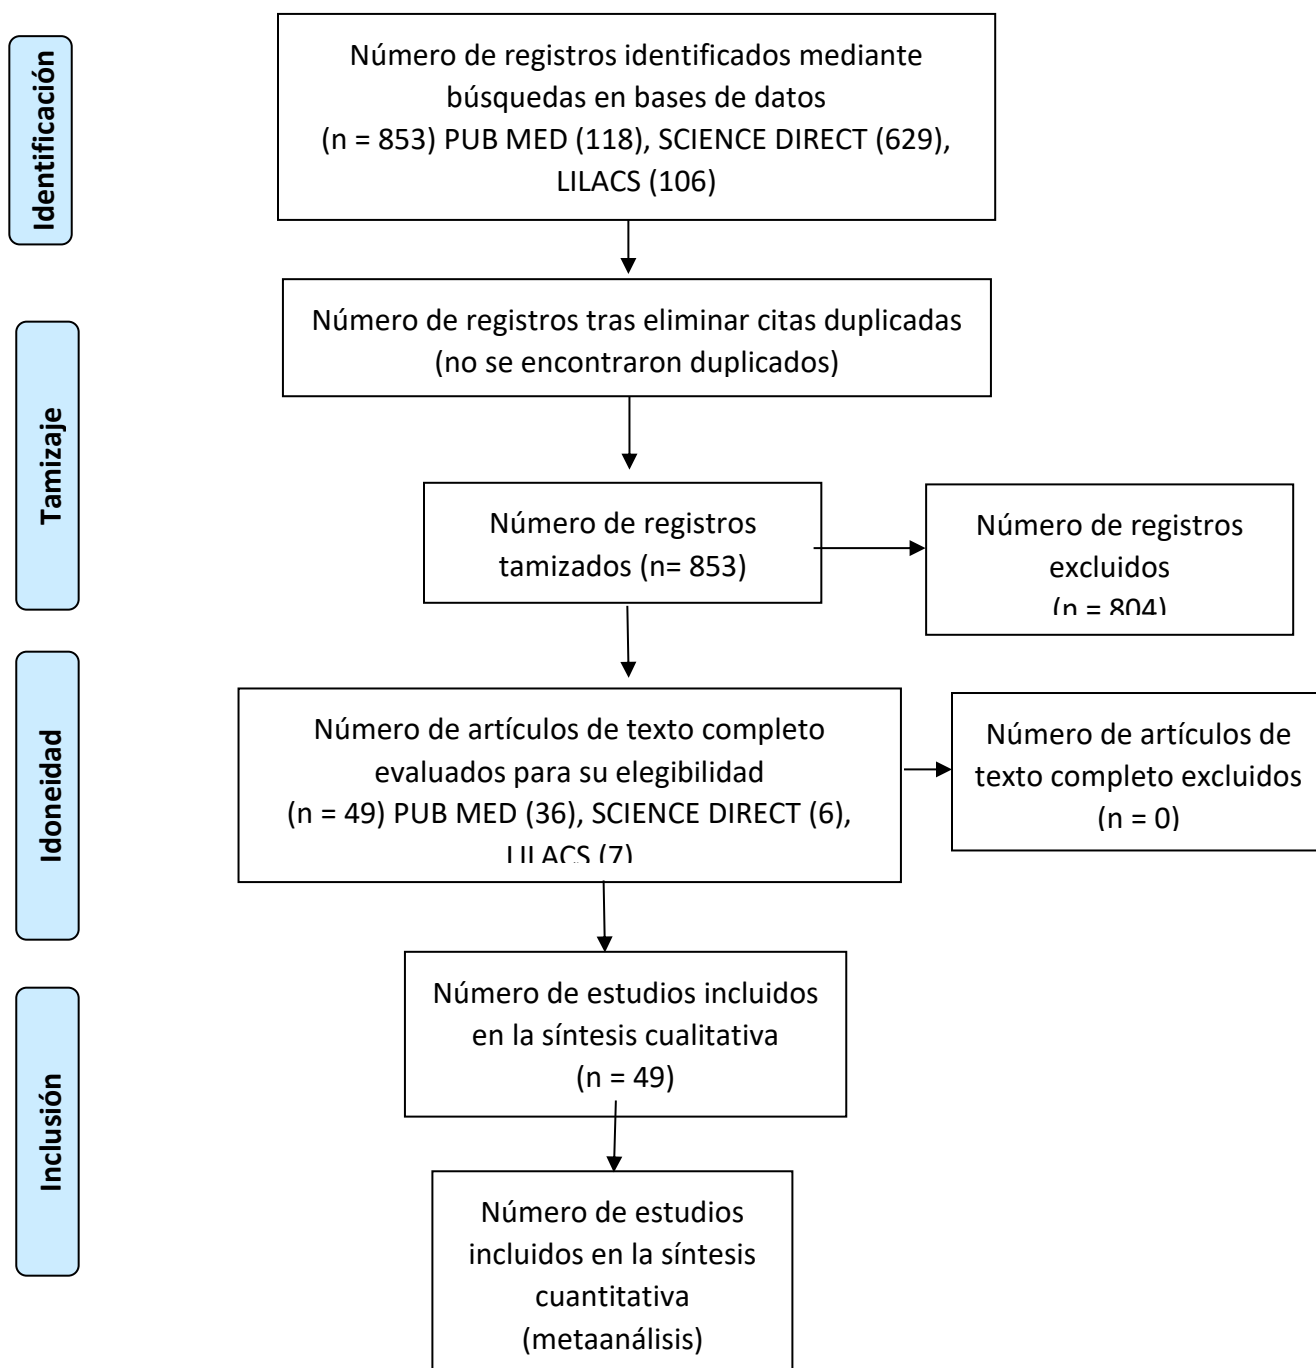 Identificación
Número de registros identificados mediante
búsquedas en bases de datos
(n = 853) PUB MED (118), SCIENCE DIRECT (629),
LILACS (106)
Tamizaje
Número de registros tras eliminar citas duplicadas
(no se encontraron duplicados)
Número de registros
tamizados (n= 853)
Número de registros
excluidos
(n = 804)
Idoneidad
Número de artículos de texto completo
evaluados para su elegibilidad
(n = 49) PUB MED (36), SCIENCE DIRECT (6),
LILACS (7)
Número de artículos de
texto completo excluidos
(n = 0)
Inclusión
Número de estudios incluidos
en la síntesis cualitativa
(n = 49)
Número de estudios
incluidos en la síntesis
cuantitativa
(metaanálisis)